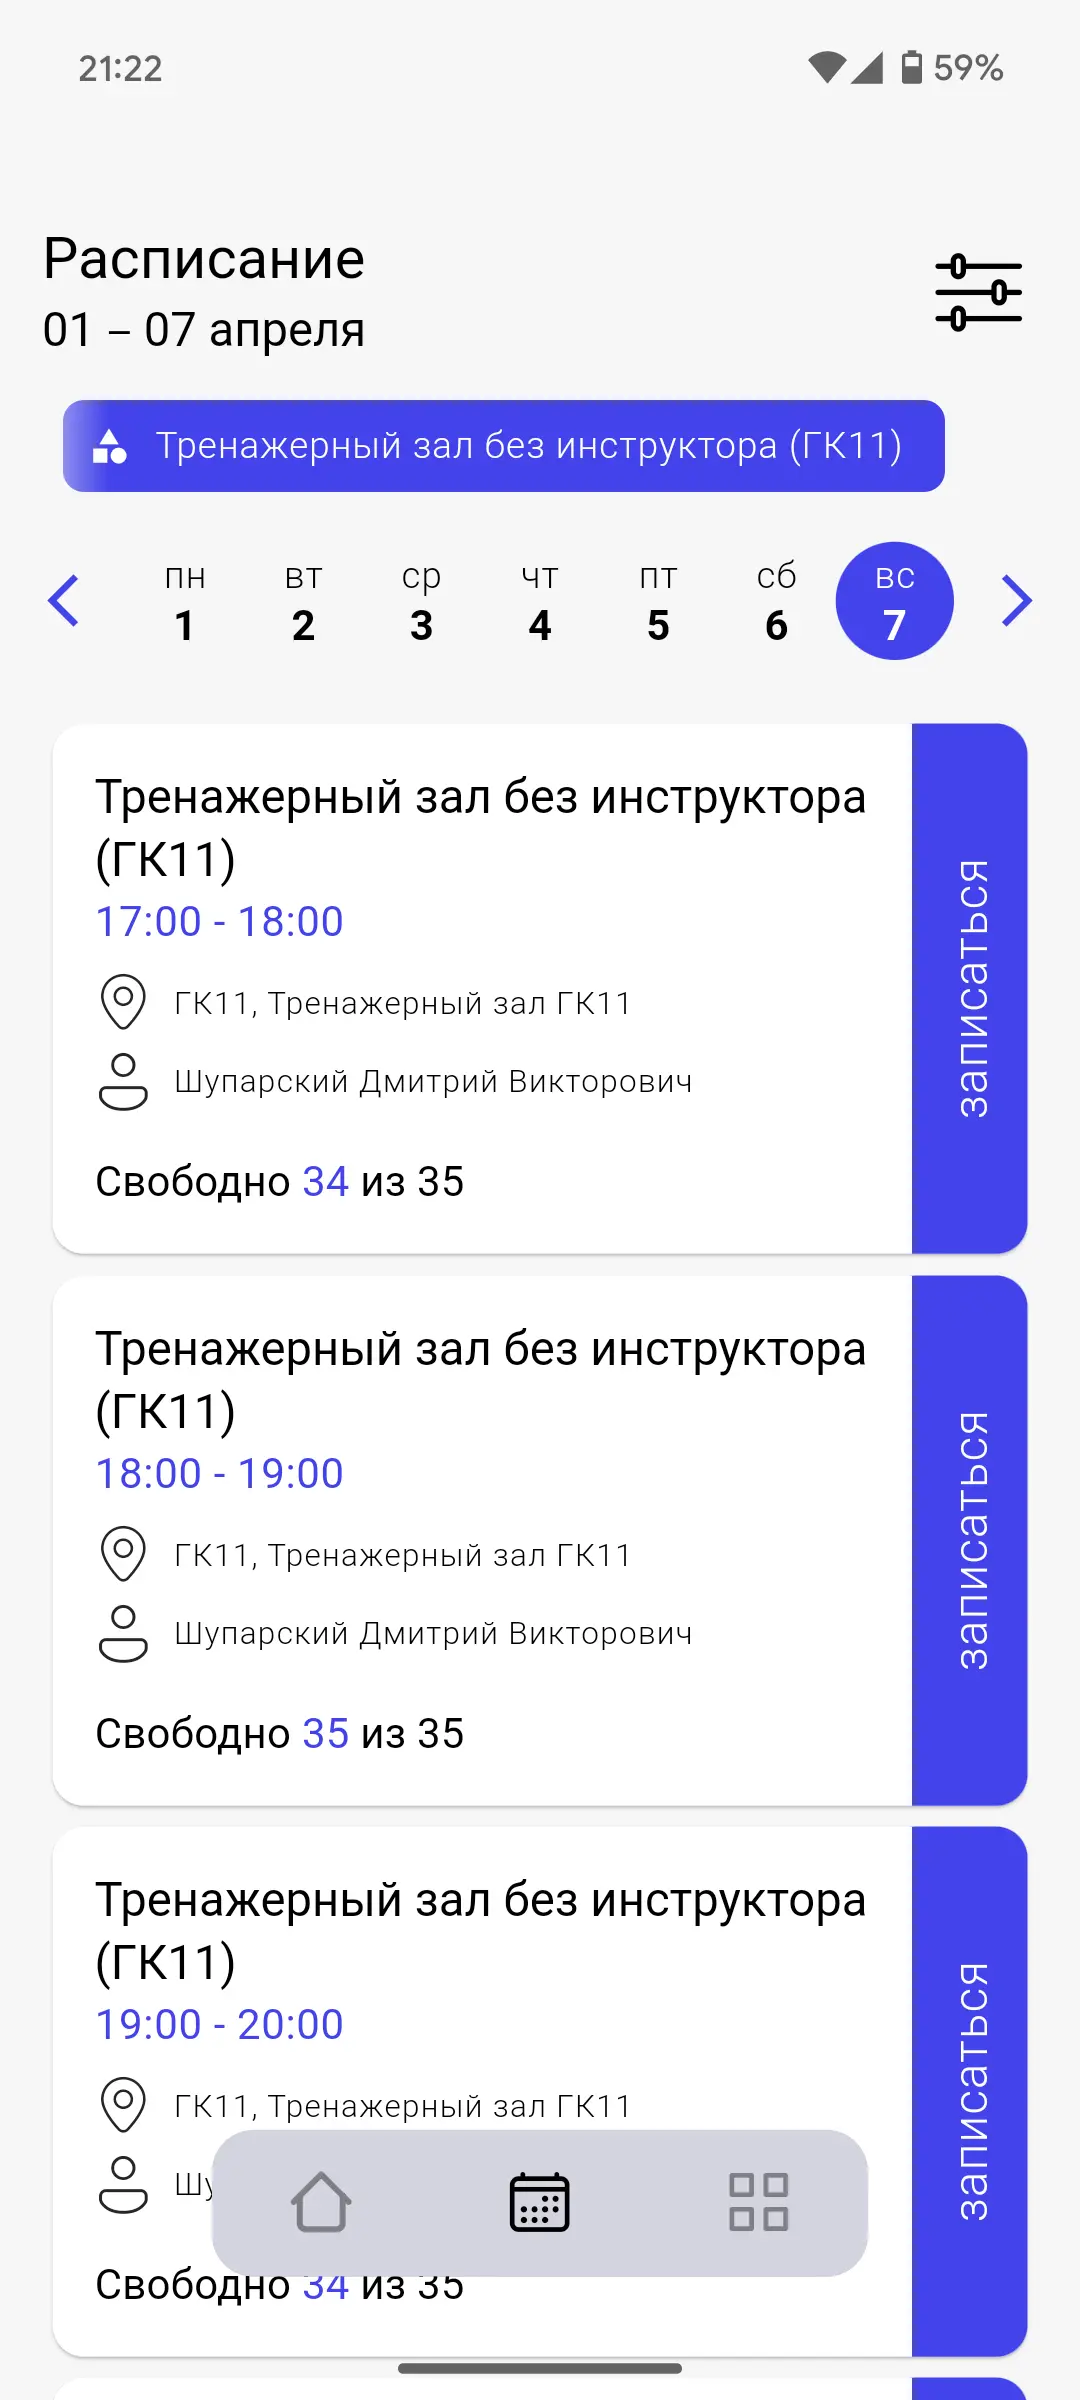 21:22
59%
Расписание
01 – 07 апреля
Тренажерный зал без инструктора (ГК11)
пн вт ср чт пт сб вс
1 2 3 4 5 6 7
Тренажерный зал без инструктора
(ГК11)
17:00 - 18:00
ГК11, Тренажерный зал ГК11
Шупарский Дмитрий Викторович
Свободно 34 из 35
записаться
Тренажерный зал без инструктора
(ГК11)
18:00 - 19:00
ГК11, Тренажерный зал ГК11
Шупарский Дмитрий Викторович
Свободно 35 из 35
записаться
Тренажерный зал без инструктора
(ГК11)
19:00 - 20:00
ГК11, Тренажерный зал ГК11
Свободно 34 из 35
записаться